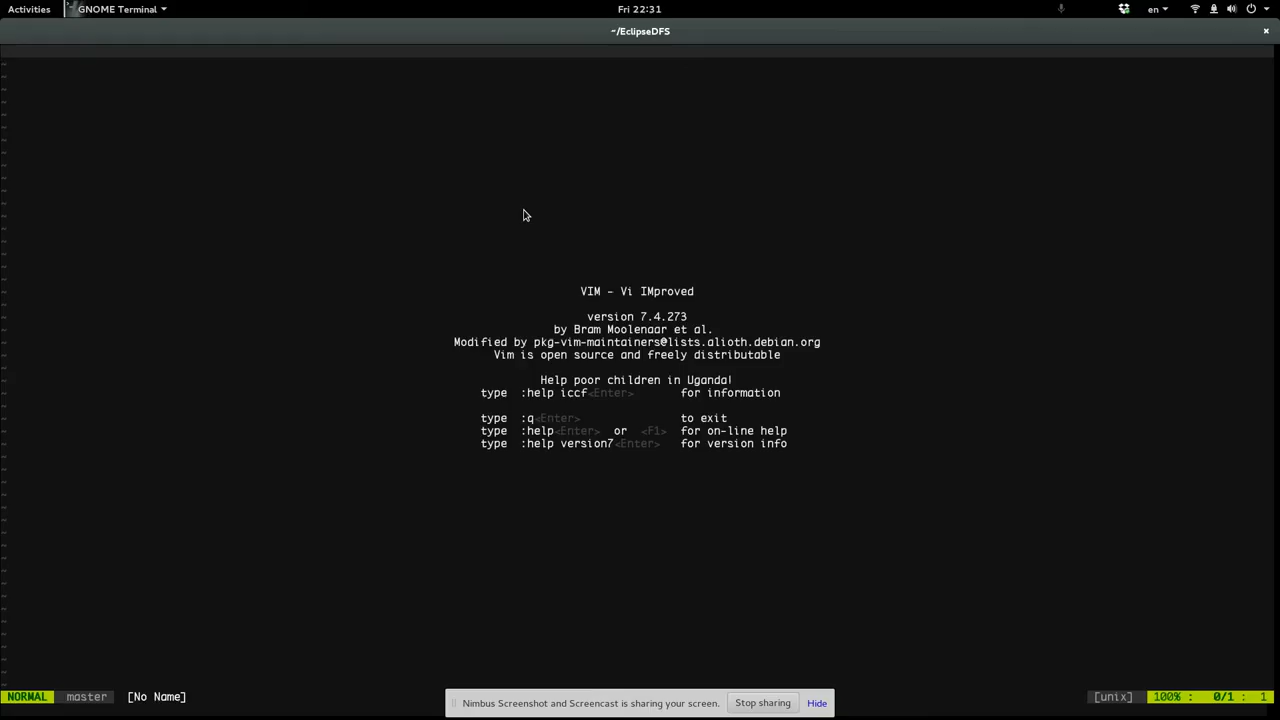 Activities GNOME Terminal Fri 22:31 en
~/EclipseDFS ×
VIM - Vi IMproved
version 7.4.273
by Bram Moolenaar et al.
Modified by pkg-vim-maintainers@lists.alioth.debian.org
Vim is open source and freely distributable
Help poor children in Uganda!
type :help iccf<Enter> for information
type :q<Enter> to exit
type :help<Enter> or <F1> for on-line help
type :help version7<Enter> for version info
NORMAL master [No Name] [unix] 100% : 0/1 : 1
Nimbus Screenshot and Screencast is sharing your screen. Stop sharing Hide